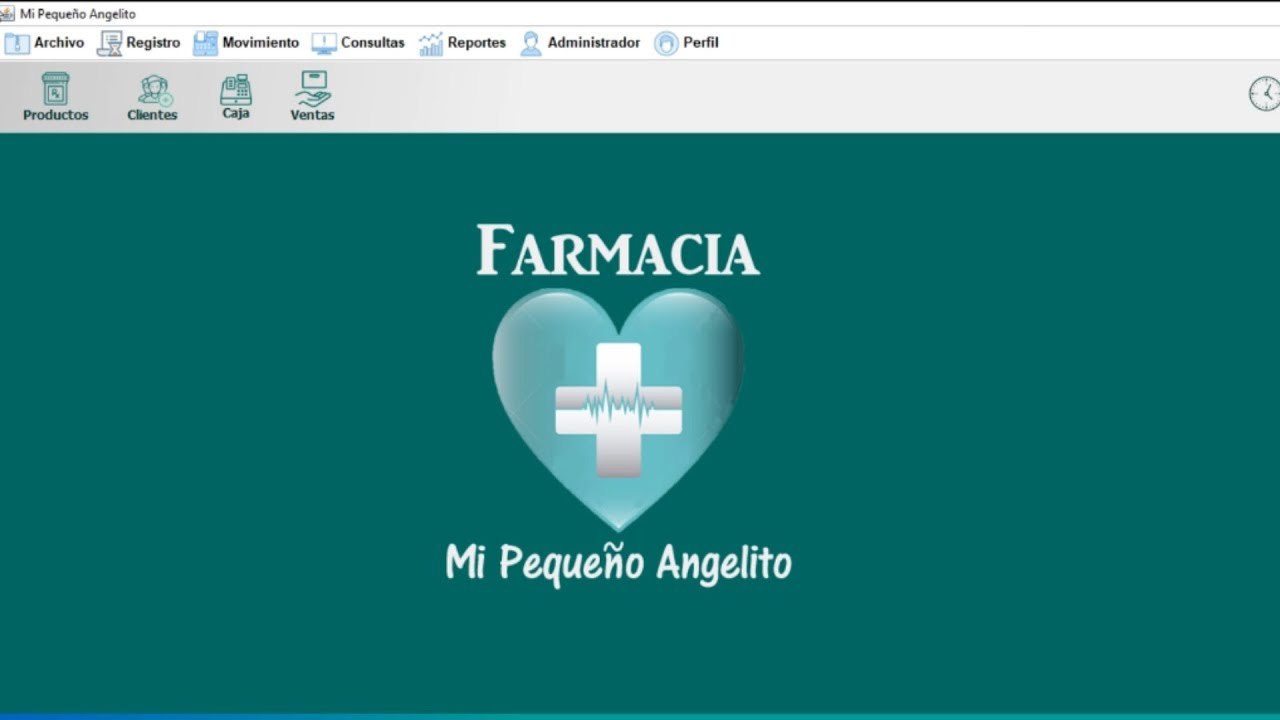 Mi Pequeño Angelito
Archivo Registro Movimiento Consultas Reportes Administrador Perfil
Productos Clientes Caja Ventas
FARMACIA
Mi Pequeño Angelito